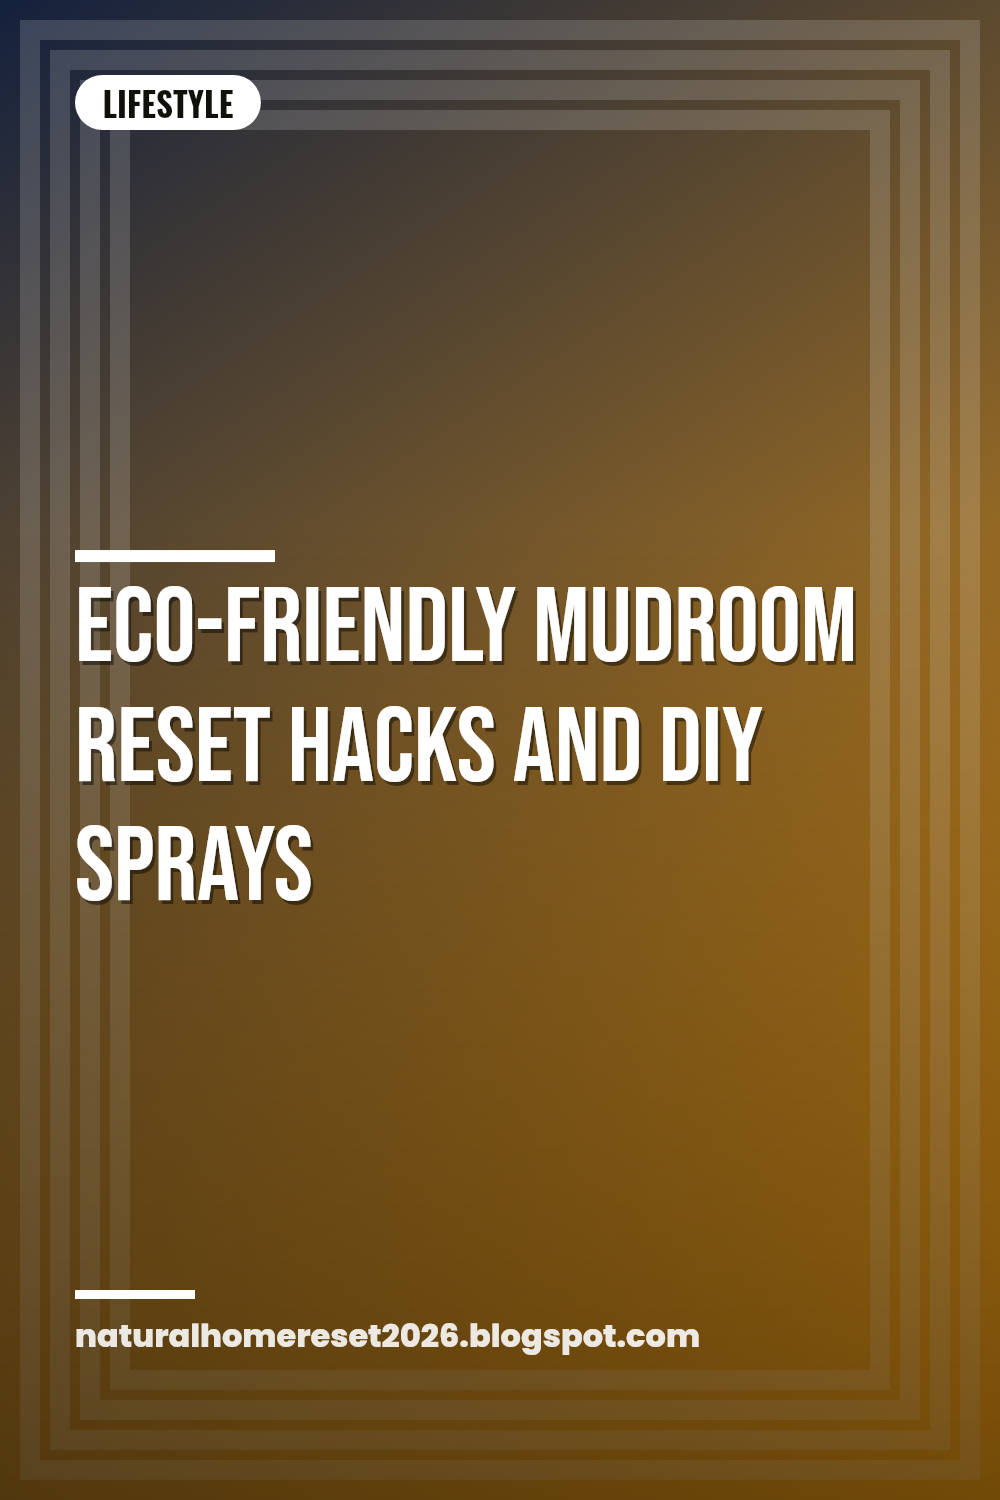 LIFESTYLE
ECO-FRIENDLY MUDROOM
RESET HACKS AND DIY
SPRAYS
naturalhomereset2026.blogspot.com